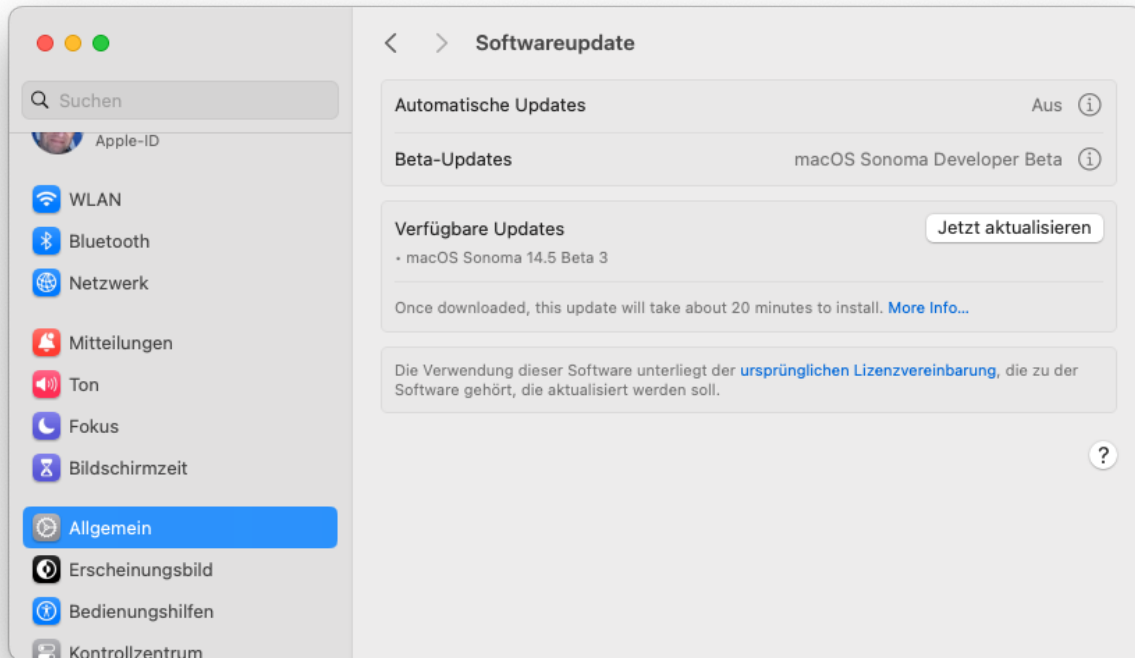 Suchen
Apple-ID
WLAN
Bluetooth
Netzwerk
Mitteilungen
Ton
Fokus
Bildschirmzeit
Allgemein
Erscheinungsbild
Bedienungshilfen
Kontrollzentrum
Softwareupdate
Automatische Updates Aus
Beta-Updates macOS Sonoma Developer Beta
Verfügbare Updates Jetzt aktualisieren
• macOS Sonoma 14.5 Beta 3
Once downloaded, this update will take about 20 minutes to install. More Info…
Die Verwendung dieser Software unterliegt der ursprünglichen Lizenzvereinbarung, die zu der
Software gehört, die aktualisiert werden soll.
?